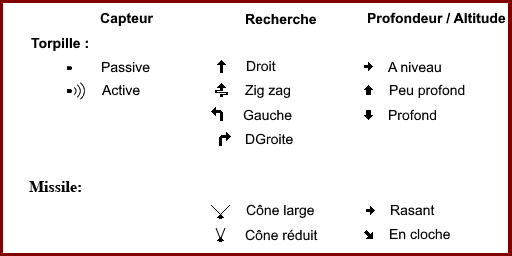 Capteur Recherche Profondeur / Altitude
Torpille :
Passive Droit A niveau
Active Zig zag Peu profond
Gauche Profond
DGroite
Missile:
Cône large Rasant
Cône réduit En cloche